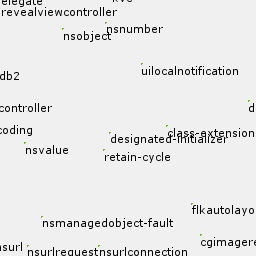 elegate
kvc
revealviewcontroller
nsnumber
nsobject
uilocalnotification
db2
controller
d
coding
class-extension
designated-initializer
nsvalue
retain-cycle
flkautolayo
nsmanagedobject-fault
cgimagere
nsurl
nsurlrequest
nsurlconnection